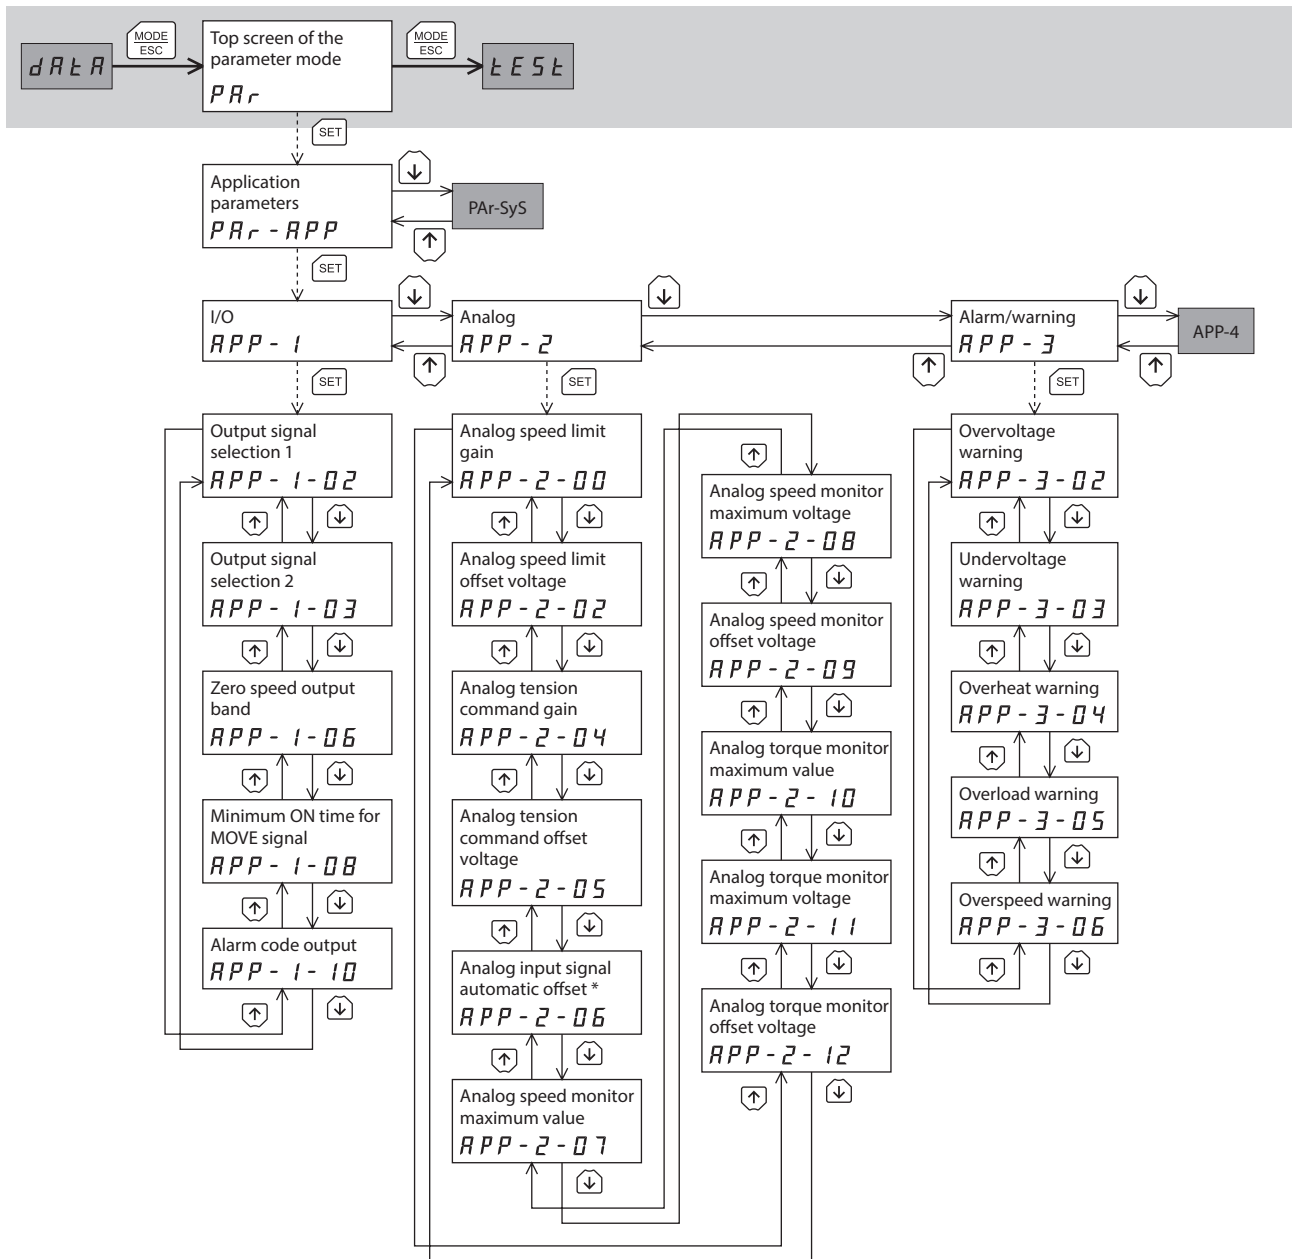 MODE
ESC
MODE
ESC
dAtA
Top screen of the
parameter mode
PAr
tESt
SET
Application
parameters
PAr-APP
PAr-SyS
SET
I/O
APP-1
Analog
APP-2
Alarm/warning
APP-3
APP-4
SET
SET
SET
Output signal
selection 1
APP-1-02
Output signal
selection 2
APP-1-03
Zero speed output
band
APP-1-06
Minimum ON time for
MOVE signal
APP-1-08
Alarm code output
APP-1-10
Analog speed limit
gain
APP-2-00
Analog speed limit
offset voltage
APP-2-02
Analog tension
command gain
APP-2-04
Analog tension
command offset
voltage
APP-2-05
Analog input signal
automatic offset *
APP-2-06
Analog speed monitor
maximum value
APP-2-07
Analog speed monitor
maximum voltage
APP-2-08
Analog speed monitor
offset voltage
APP-2-09
Analog torque monitor
maximum value
APP-2-10
Analog torque monitor
maximum voltage
APP-2-11
Analog torque monitor
offset voltage
APP-2-12
Overvoltage
warning
APP-3-02
Undervoltage
warning
APP-3-03
Overheat warning
APP-3-04
Overload warning
APP-3-05
Overspeed warning
APP-3-06